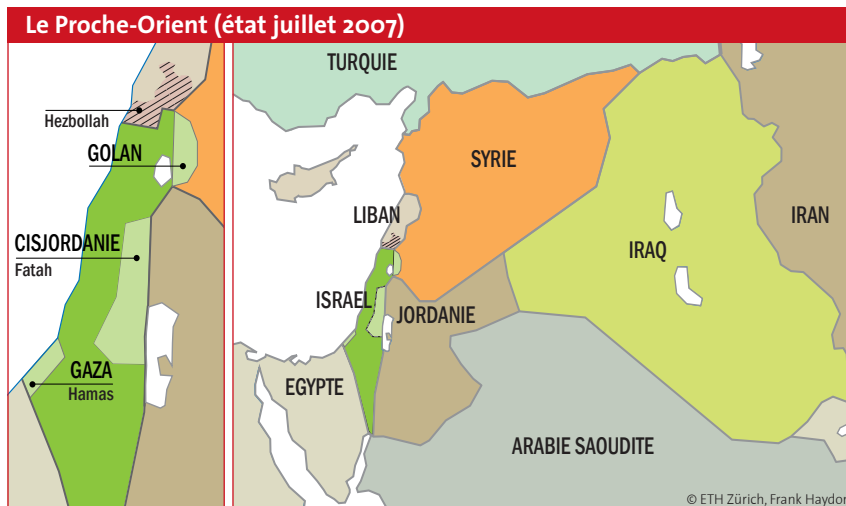 Le Proche-Orient (état juillet 2007)
Hezbollah
GOLAN
CISJORDANIE
Fatah
GAZA
Hamas
TURQUIE
SYRIE
LIBAN
IRAN
IRAQ
ISRAEL
JORDANIE
EGYPTE
ARABIE SAOUDITE
© ETH Zürich, Frank Haydon